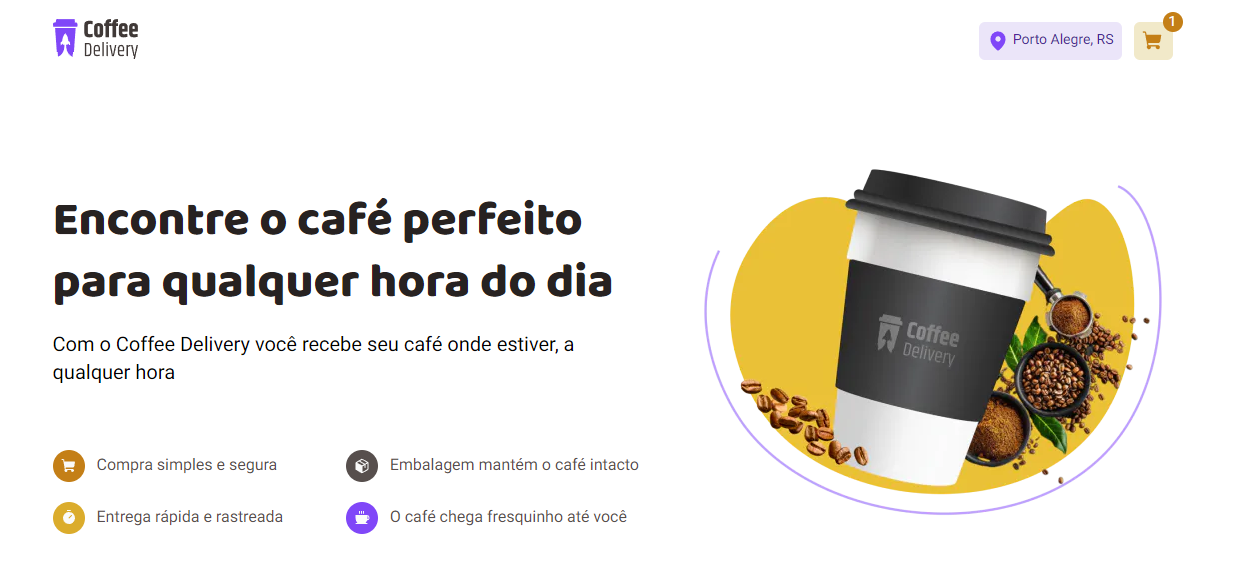 Coffee
Delivery
Porto Alegre, RS
1
Encontre o café perfeito
para qualquer hora do dia
Com o Coffee Delivery você recebe seu café onde estiver, a
qualquer hora
Coffee
Delivery
Compra simples e segura
Embalagem mantém o café intacto
Entrega rápida e rastreada
O café chega fresquinho até você